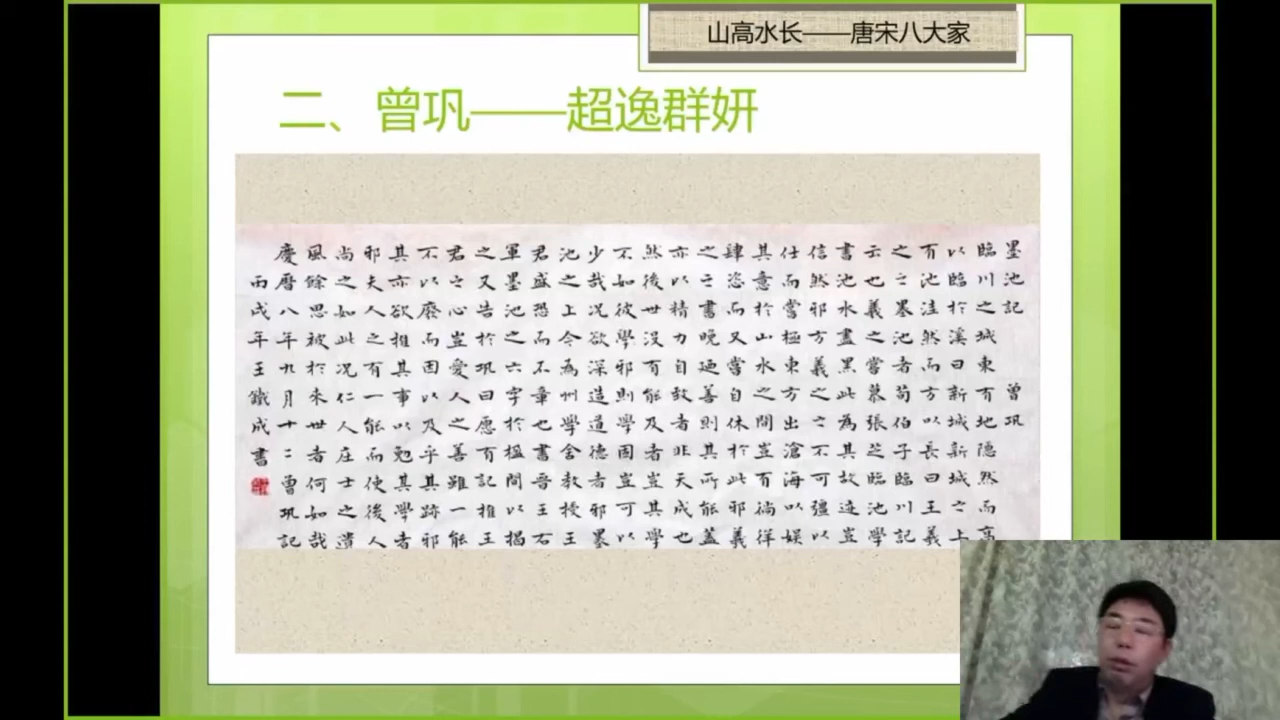 山高水长——唐宋八大家
二、曾巩——超逸群妍
墨池記 曾巩
臨川之城東有地隐然而高
以臨於溪曰新城新城之上
有池洼然而方以長曰王羲
之之墨池者荀伯子臨川記
云也羲之嘗慕張芝臨池學
書池水盡黑此為其故迹豈
信然邪方羲之之不可彊以
仕而嘗極東方出滄海以娱
其意於山水之間豈有徜徉
肆恣而又嘗自休於此邪羲
之之書晚廼善則其所能蓋
亦以精力自致者非天成也
然後世没有能及者豈其學
不如彼學邪則學固豈可以
少哉况欲深造道德者邪墨
池之上今為州學舍教授王
君盛恐而不章也書晋王右
軍墨池之六字於楹間以揭
之又告於巩曰愿有記推王
君之心豈愛人之善雖一能
不以廢而因以及乎其跡邪
其亦欲推其事以勉其學者
邪夫人之有一能而使後人
尚之如此况仁人庄士之遺
風餘思被於未世者何如哉
慶曆八年九月十二曾巩記
丙戌年王鐵成書